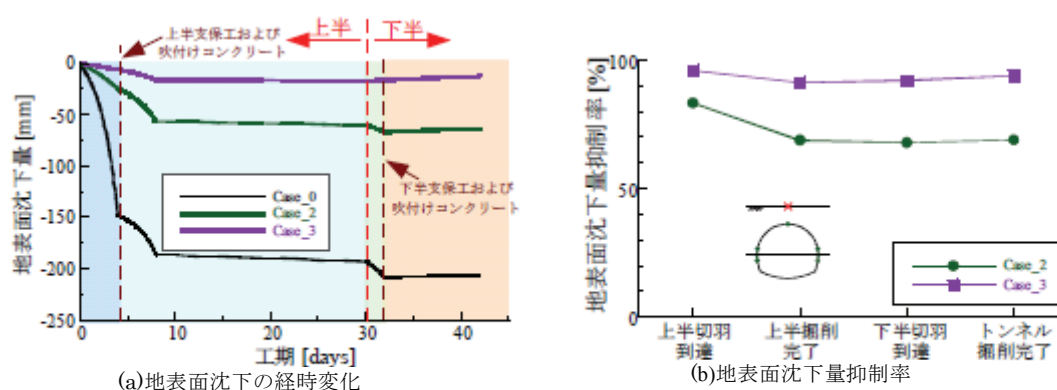 上半支保工および
吹付けコンクリート
上半
下半
0
-50
-100
-150
-200
-250
地表面沈下量 [mm]
Case_0
Case_2
Case_3
下半支保工および
吹付けコンクリート
0
10
20
30
40
工期 [days]
(a)地表面沈下の経時変化
100
50
0
地表面沈下量抑制率 [%]
Case_2
Case_3
上半切羽
到達
上半掘削
完了
下半切羽
到達
トンネル
掘削完了
(b)地表面沈下量抑制率